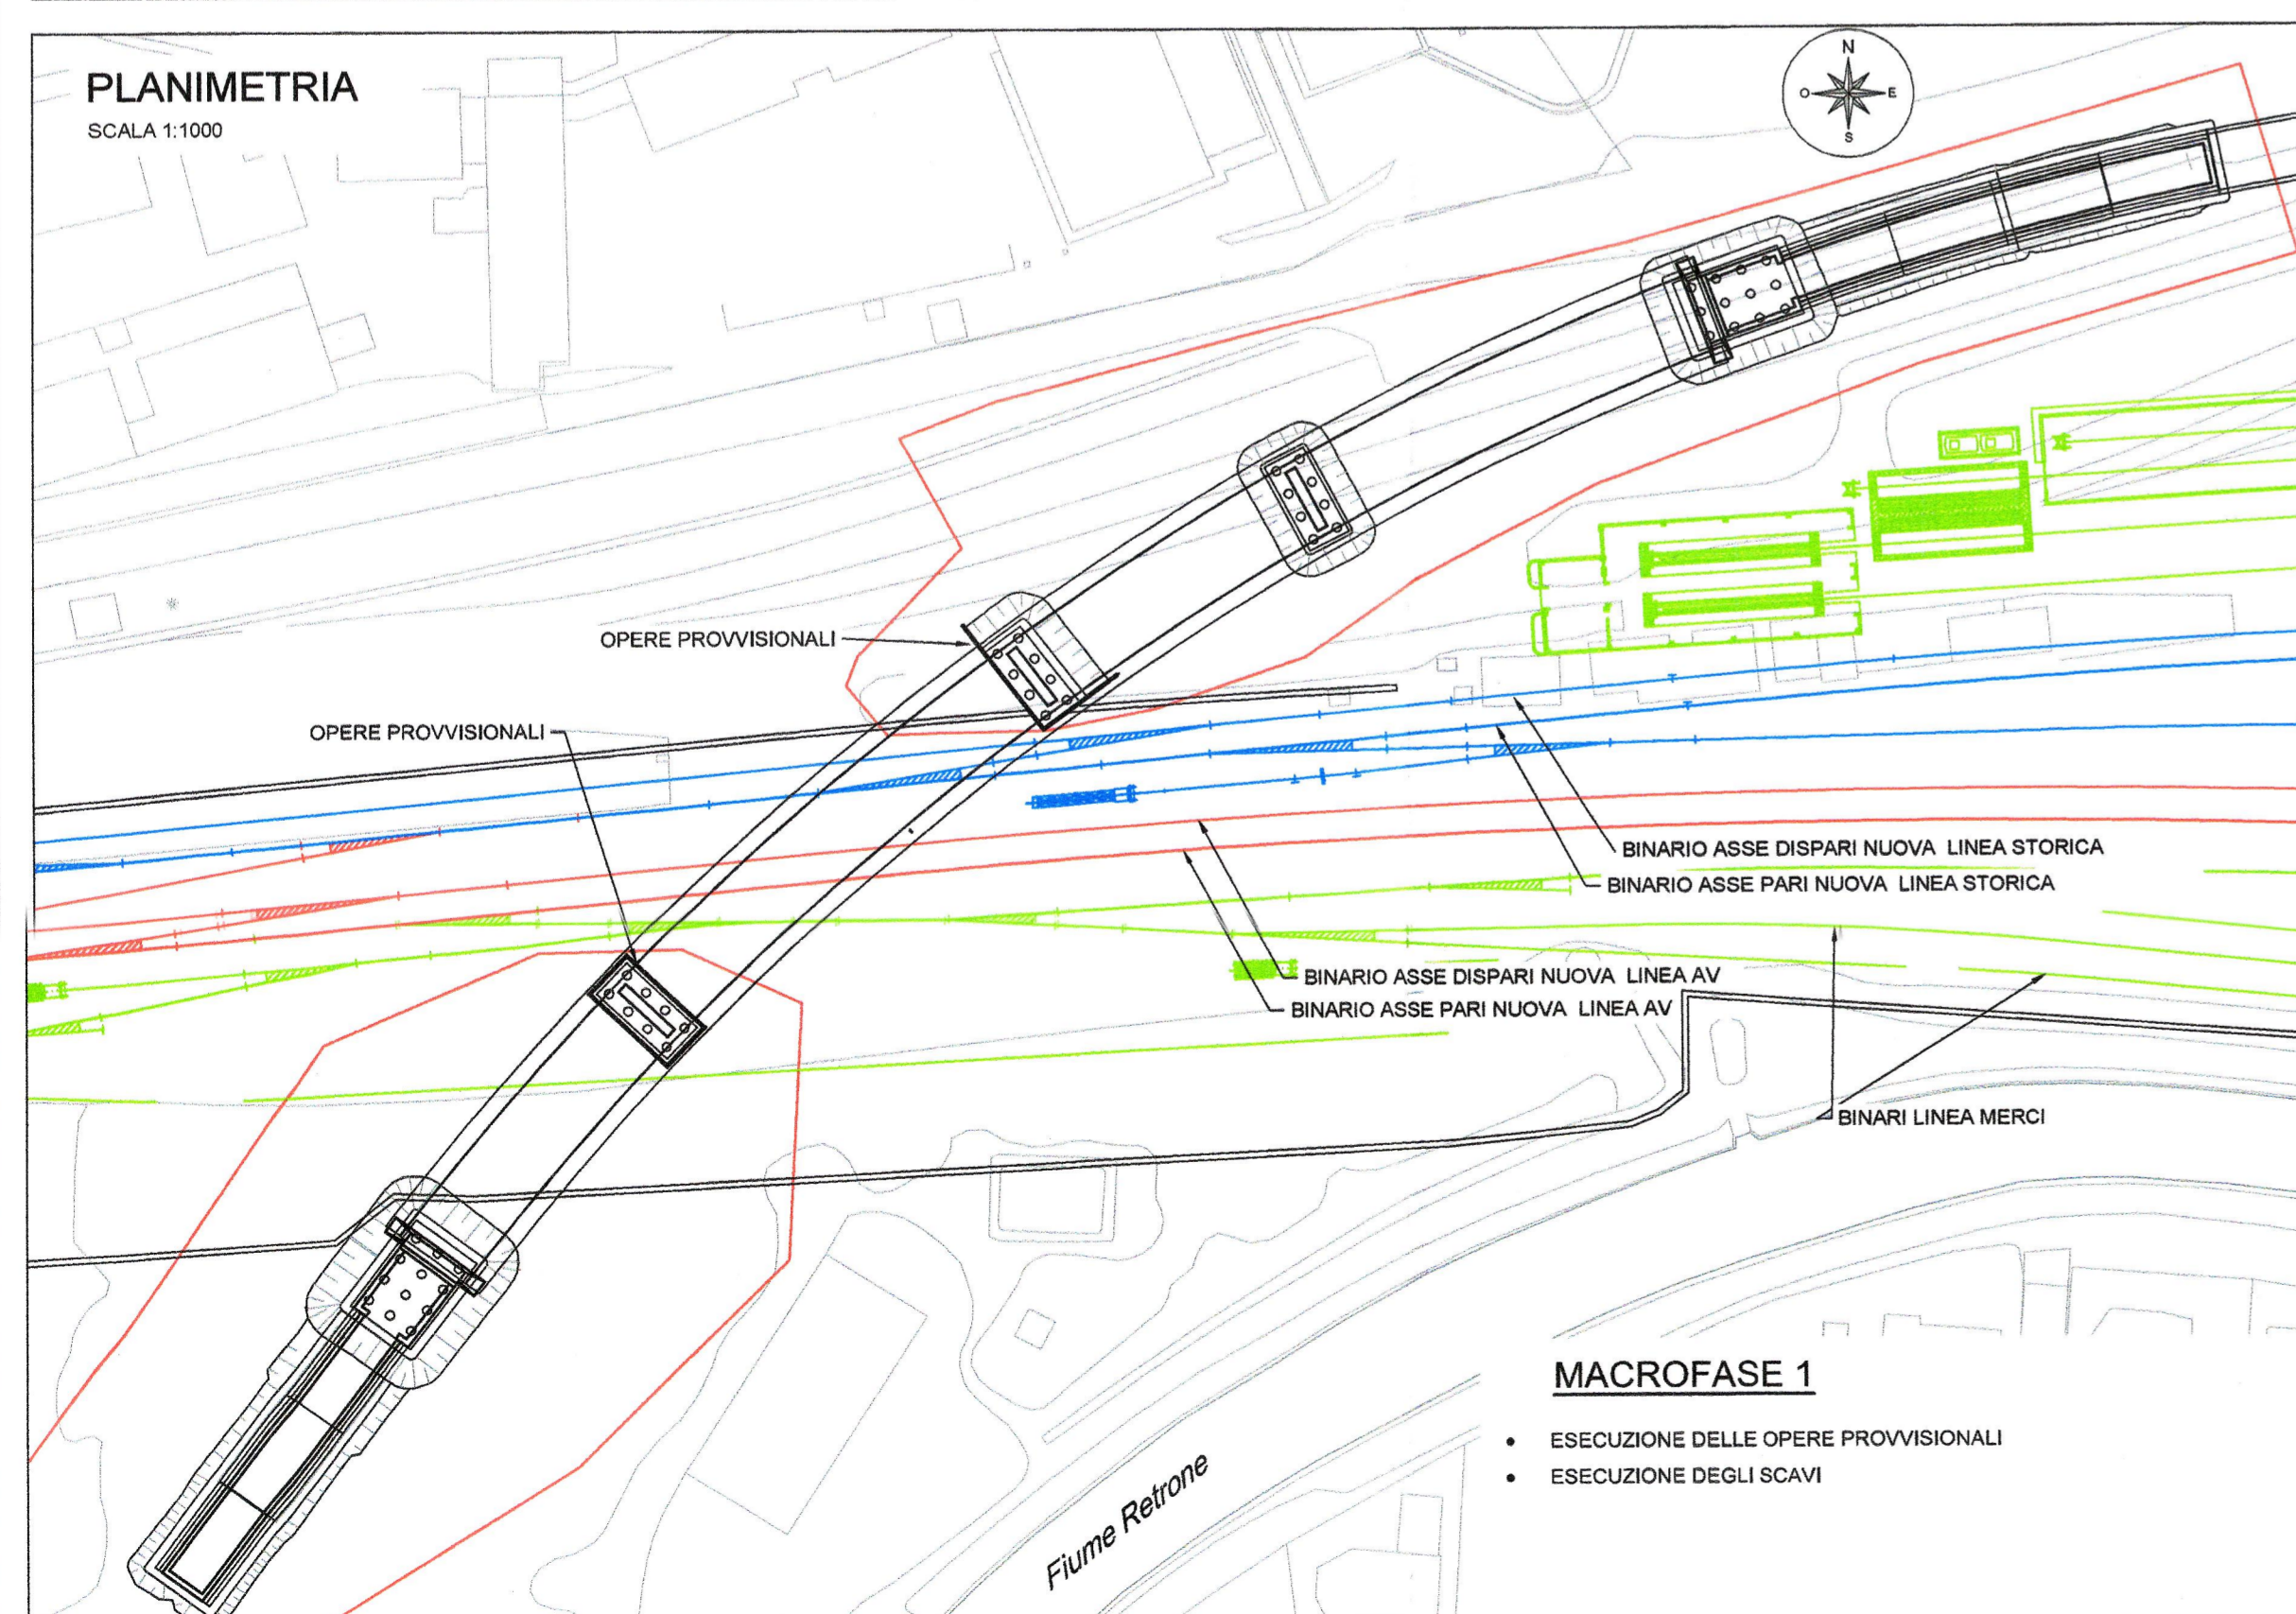 PLANIMETRIA
SCALA 1:1000
N
O
E
S
OPERE PROVVISIONALI
OPERE PROVVISIONALI
BINARIO ASSE DISPARI NUOVA LINEA STORICA
BINARIO ASSE PARI NUOVA LINEA STORICA
BINARIO ASSE DISPARI NUOVA LINEA AV
BINARIO ASSE PARI NUOVA LINEA AV
BINARI LINEA MERCI
MACROFASE 1
• ESECUZIONE DELLE OPERE PROVVISIONALI
• ESECUZIONE DEGLI SCAVI
Fiume Retrone